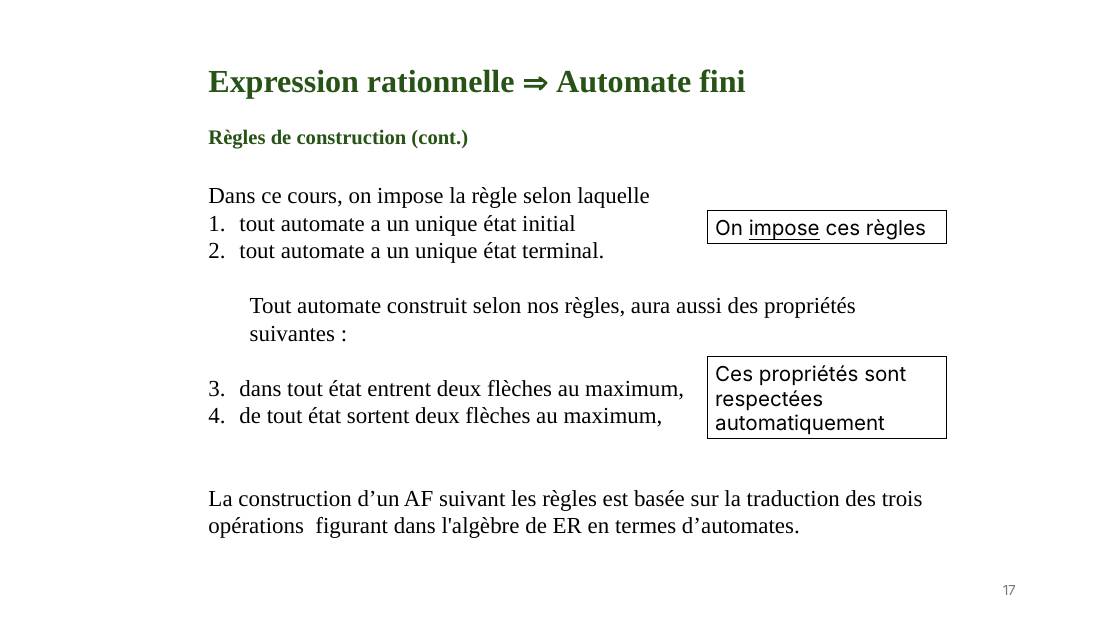 Expression rationnelle ⇒ Automate fini
Règles de construction (cont.)
Dans ce cours, on impose la règle selon laquelle
1. tout automate a un unique état initial
2. tout automate a un unique état terminal.
On impose ces règles
Tout automate construit selon nos règles, aura aussi des propriétés
suivantes :
3. dans tout état entrent deux flèches au maximum,
4. de tout état sortent deux flèches au maximum,
Ces propriétés sont
respectées
automatiquement
La construction d’un AF suivant les règles est basée sur la traduction des trois
opérations  figurant dans l'algèbre de ER en termes d’automates.
17